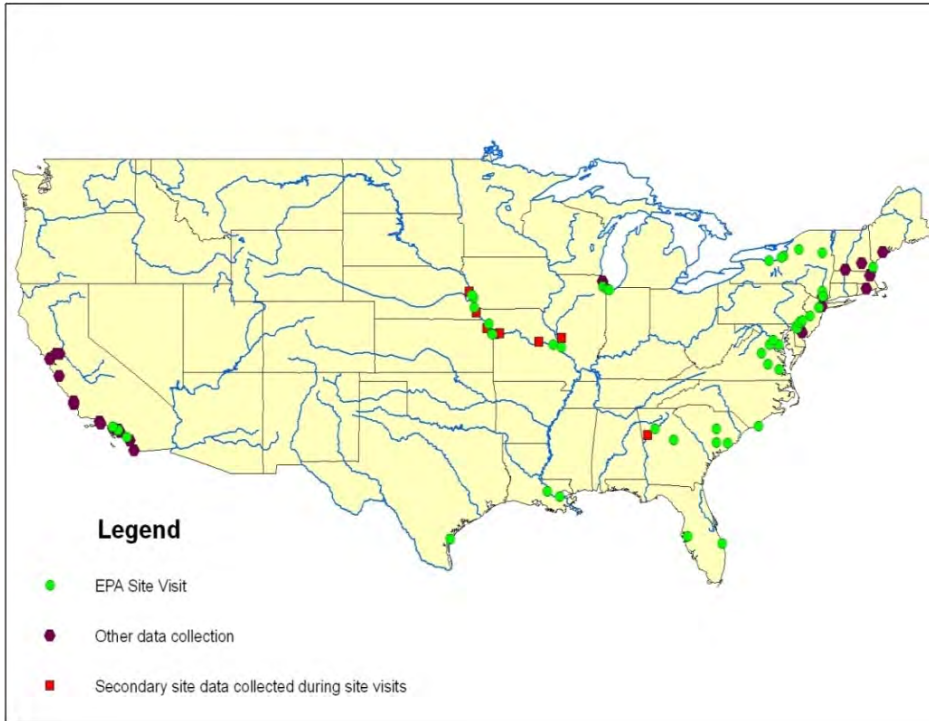 Legend
EPA Site Visit
Other data collection
Secondary site data collected during site visits